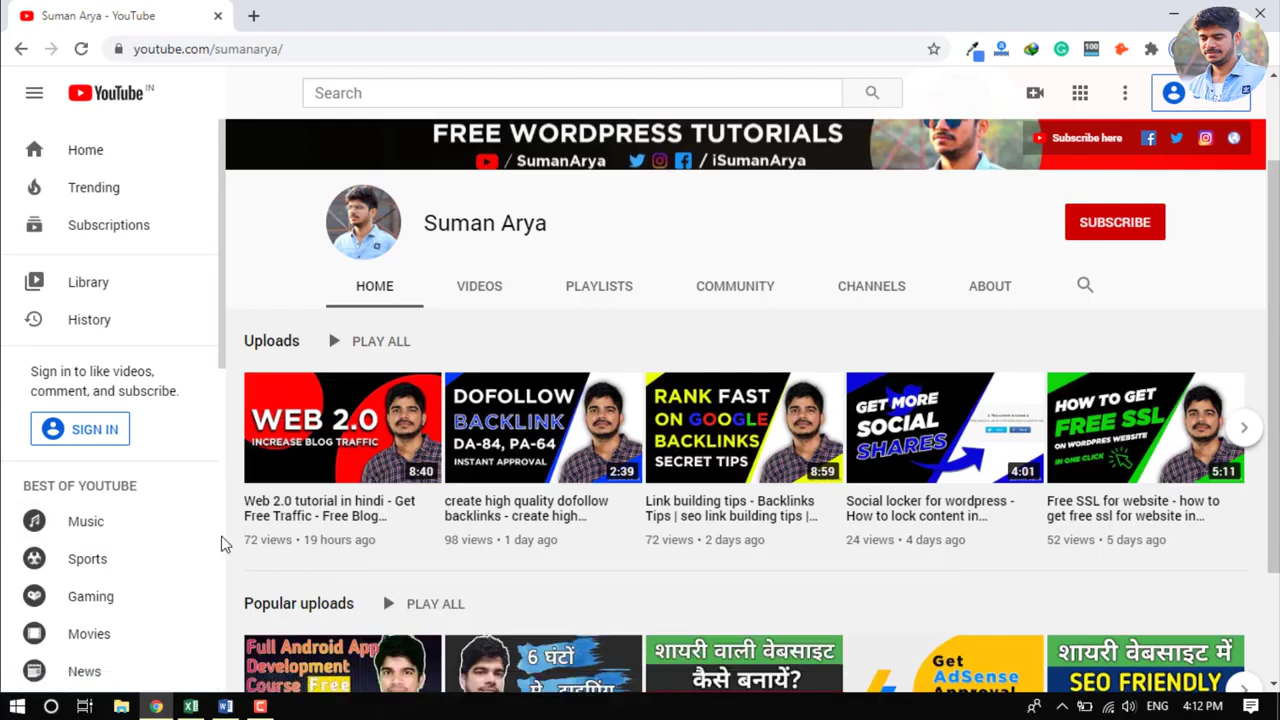 Suman Arya - YouTube
youtube.com/sumanarya/
100
YouTube IN
Search
Home
Trending
Subscriptions
Library
History
Sign in to like videos,
comment, and subscribe.
SIGN IN
BEST OF YOUTUBE
Music
Sports
Gaming
Movies
News
FREE WORDPRESS TUTORIALS
/ SumanArya / iSumanArya
Subscribe here
Suman Arya
SUBSCRIBE
HOME VIDEOS PLAYLISTS COMMUNITY CHANNELS ABOUT
Uploads PLAY ALL
WEB 2.0
INCREASE BLOG TRAFFIC
8:40
Web 2.0 tutorial in hindi - Get
Free Traffic - Free Blog...
72 views • 19 hours ago
DOFOLLOW
BACKLINK
DA-84, PA-64
INSTANT APPROVAL
2:39
create high quality dofollow
backlinks - create high...
98 views • 1 day ago
RANK FAST
ON GOOGLE
BACKLINKS
SECRET TIPS
8:59
Link building tips - Backlinks
Tips | seo link building tips |...
72 views • 2 days ago
GET MORE
SOCIAL
SHARES
4:01
Social locker for wordpress -
How to lock content in...
24 views • 4 days ago
HOW TO GET
FREE SSL
ON WORDPRESS WEBSITE
IN ONE CLICK
5:11
Free SSL for website - how to
get free ssl for website in...
52 views • 5 days ago
Popular uploads PLAY ALL
Full Android App
Development
Course Free
6 घंटों
में टाइपिंग
शायरी वाली वेबसाइट
कैसे बनायें?
Get
AdSense
Approval
शायरी वेबसाइट में
SEO FRIENDLY
ENG 4:12 PM